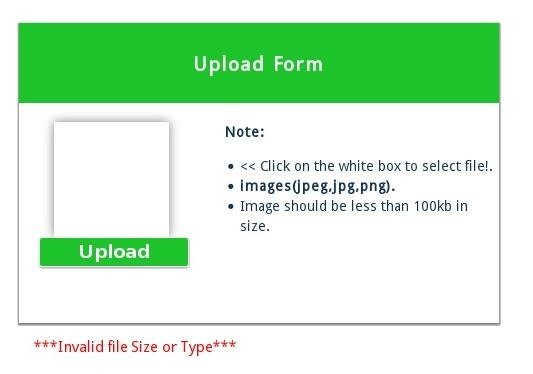 Upload Form
Note:
<< Click on the white box to select file!.
images(jpeg,jpg,png).
Image should be less than 100kb in
size.
Upload
***Invalid file Size or Type***